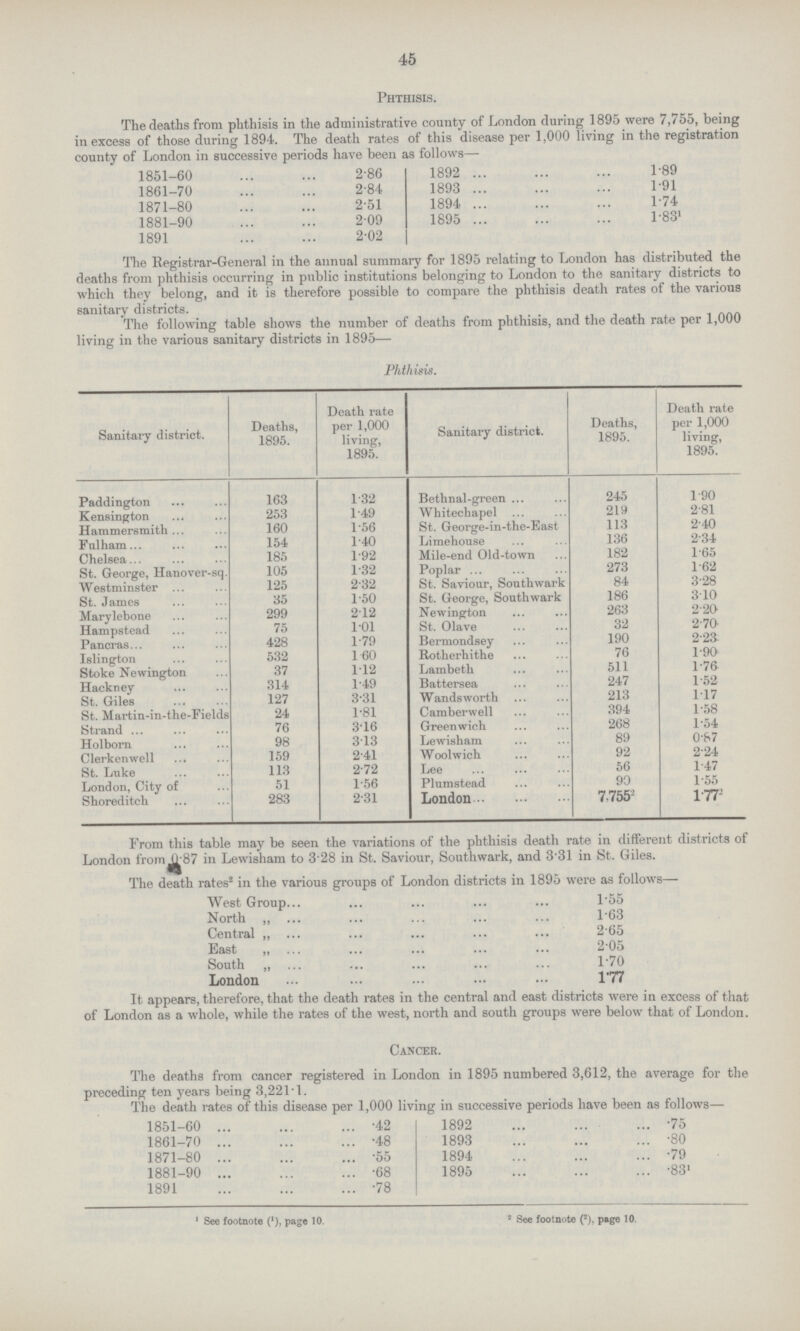 45
PHTHISIS.
The deaths from phthisis in the administrative county of London during 1895 were 7,755, being
in excess of those during 1894. The death rates of this disease per 1,000 living in the registration
county of London in successive periods have been as follows—
1851–60 ... ... 2·86 1892 ... ... ... 1·89
1861–70 ... ... 2·84 1893 ... ... ... 1·91
1871–80 ... ... 2·51 1894 ... ... ... 1·74
1881–90 ... ... 2·09 1895 ... ... ... 1·83¹
1891 ... ... 2·02
The Registrar-General in the annual summary for 1895 relating to London has distributed the
deaths from phthisis occurring in public institutions belonging to London to the sanitary districts to
which they belong, and it is therefore possible to compare the phthisis death rates of the various
sanitary districts.
The following table shows the number of deaths from phthisis, and the death rate per 1,000
living in the various sanitary districts in 1895—
Phthisis.
Sanitary district. Deaths, 1895. Death rate per 1,000 living, 1895. Sanitary district. Deaths, 1895. Death rate per 1,000 living, 1895.
Paddington ... ... 163 1·32 Bethnal-green ... ... 245 1·90
Kensington ... ... 253 1·49 Whitechapel ... ... 219 2·81
Hammersmith ... ... 160 1·56 St. George-in-the-East 113 2·40
Fulham ... ... ... 154 1·40 Limehouse ... ... 136 2·34
Chelsea ... ... ... 185 1·92 Mile-end Old-town ... 182 1·65
St. George, Hanover-sq. 105 1·32 Poplar ... ... ... 273 1·62
Westminster ... ... 125 2·32 St. Saviour, Southwark 84 3·28
St. James ... ... 35 1·50 St. George, Southwark 186 3·10
Marylebone ... ... 299 2·12 Newington ... ... 263 2·20
Hampstead ... ... 75 1·01 St. Olave ... ... 32 2·70
Pancras ... ... ... 428 1·79 Bermondsey ... ... 190 2·23
Islington ... ... 532 1·60 Rotherhithe ... ... 76 1·90
Stoke Newington ... 37 1·12 Lambeth ... ... 511 1·76
Hackney ... ... 314 1·49 Battersea ... ... 247 1·52
St. Giles ... ... 127 3·31 Wandsworth ... ... 213 1·17
St. Martin-in-the-Fields 24 1·81 Camberwell ... ... 394 1·58
Strand ... ... ... 76 3·16 Greenwich ... ... 268 1·54
Holborn ... ... 98 3·13 Lewisham ... ... 89 0·87
Clerkenwell ... ... 159 2·41 Woolwich ... ... 92 2·24
St. Luke ... ... 113 2·72 Lee ... ... ... 56 1·47
London, City of ... 51 1·56 Plumstead ... ... 90 1·55
Shoreditch ... ... 283 2·31 London ... ... ... 7,755² 1·77²
From this table may be seen the variations of the phthisis death rate in different districts of
London from 0·87 in Lewisham to 3·28 in St. Saviour, Southwark, and 3·31 in St. Giles.
The death rates² in the various groups of London districts in 1895 were as follows—
West Group ... ... ... ... ... 1·55
North „ ... ... ... ... ... 1·63
Central „ ... ... ... ... ... 2·65
East „ ... ... ... ... ... 2·05
South „ ... ... ... ... ... 1·70
London ... ... ... ... ... 1·77
It appears, therefore, that the death rates in the central and east districts were in excess of that
of London as a whole, while the rates of the west, north and south groups were below that of London.
CANCER.
The deaths from cancer registered in London in 1895 numbered 3,612, the average for the
preceding ten years being 3,221·1.
The death rates of this disease per 1,000 living in successive periods have been as follows—
1851–60 ... ... ... ·42 1892 ... ... ... ·75
1861–70 ... ... ... ·48 1893 ... ... ... ·80
1871–80 ... ... ... ·55 1894 ... ... ... ·79
1881–90 ... ... ... ·68 1895 ... ... ... ·83¹
1891 ... ... ... ·78
¹ See footnote (¹), page 10. ² See footnote (²), page 10.